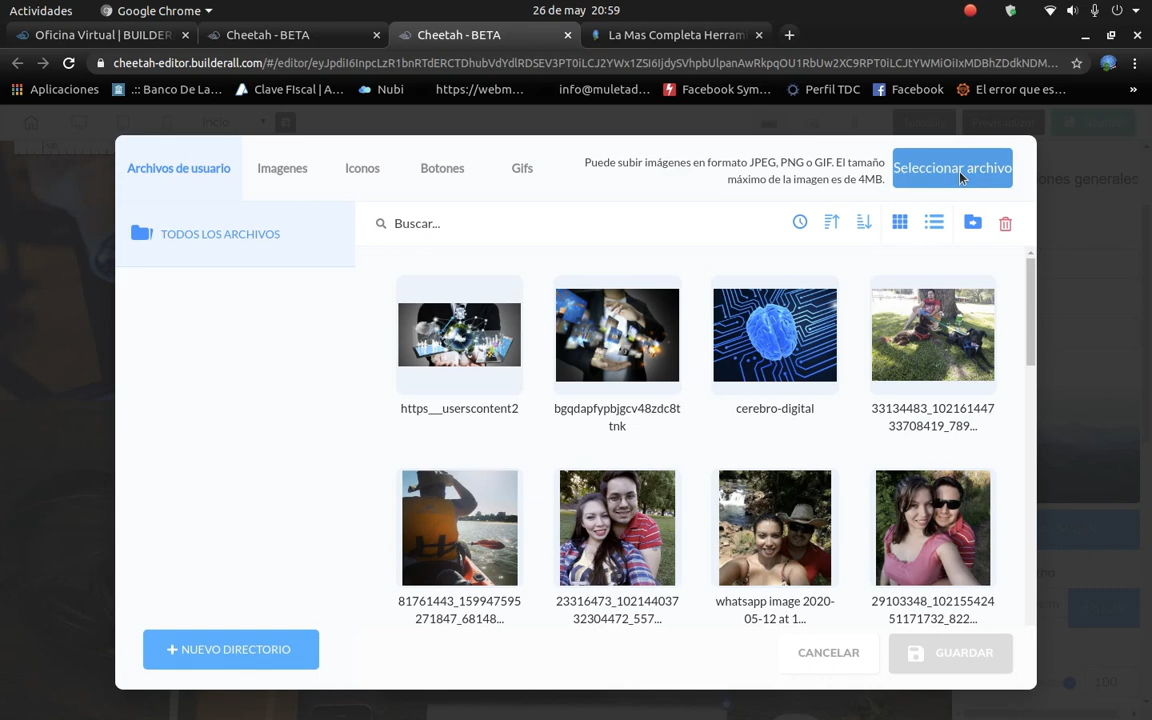 Actividades
Google Chrome
26 de may 20:59
Oficina Virtual | BUILDER
Cheetah - BETA
Cheetah - BETA
La Mas Completa Herram
cheetah-editor.builderall.com/#/editor/eyJpdiI6InpcLzR1bnRTdERCTDhubVdYdlRDSEV3PT0iLCJ2YWx1ZSI6IjdySVhpbUlpanAwRkpqOU1RbUw2XC9RPT0iLCJtYWMiOiIxMDBhZDdkNDM...
Aplicaciones
.:: Banco De La...
Clave FIscal | A...
Nubi
https://webm...
info@muletad...
Facebook Sym...
Perfil TDC
Facebook
El error que es...
»
Inicio
ones generales
Archivos de usuario
Imagenes
Iconos
Botones
Gifs
Puede subir imágenes en formato JPEG, PNG o GIF. El tamaño
máximo de la imagen es de 4MB.
Seleccionar archivo
TODOS LOS ARCHIVOS
Buscar...
https__userscontent2
bgqdapfypbjgcv48zdc8t
tnk
cerebro-digital
33134483_102161447
33708419_789...
81761443_159947595
271847_68148...
23316473_102144037
32304472_557...
whatsapp image 2020-
05-12 at 1...
29103348_102155424
51171732_822...
+ NUEVO DIRECTORIO
CANCELAR
GUARDAR
100